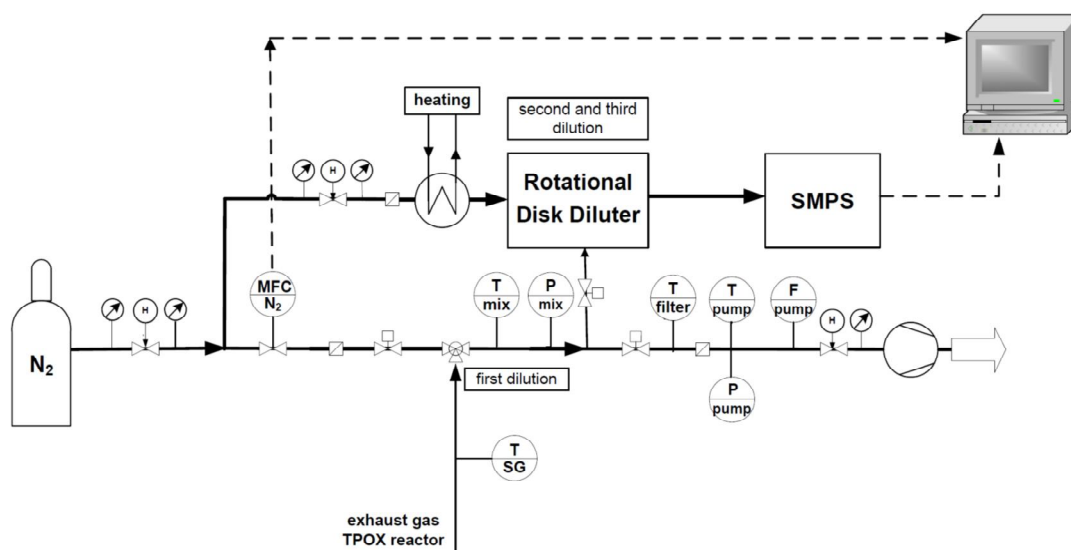 heating
second and third
dilution
H
Rotational
Disk Diluter
SMPS
MFC
N₂
T
mix
P
mix
T
filter
T
pump
F
pump
H
H
N₂
first dilution
P
pump
T
SG
exhaust gas
TPOX reactor